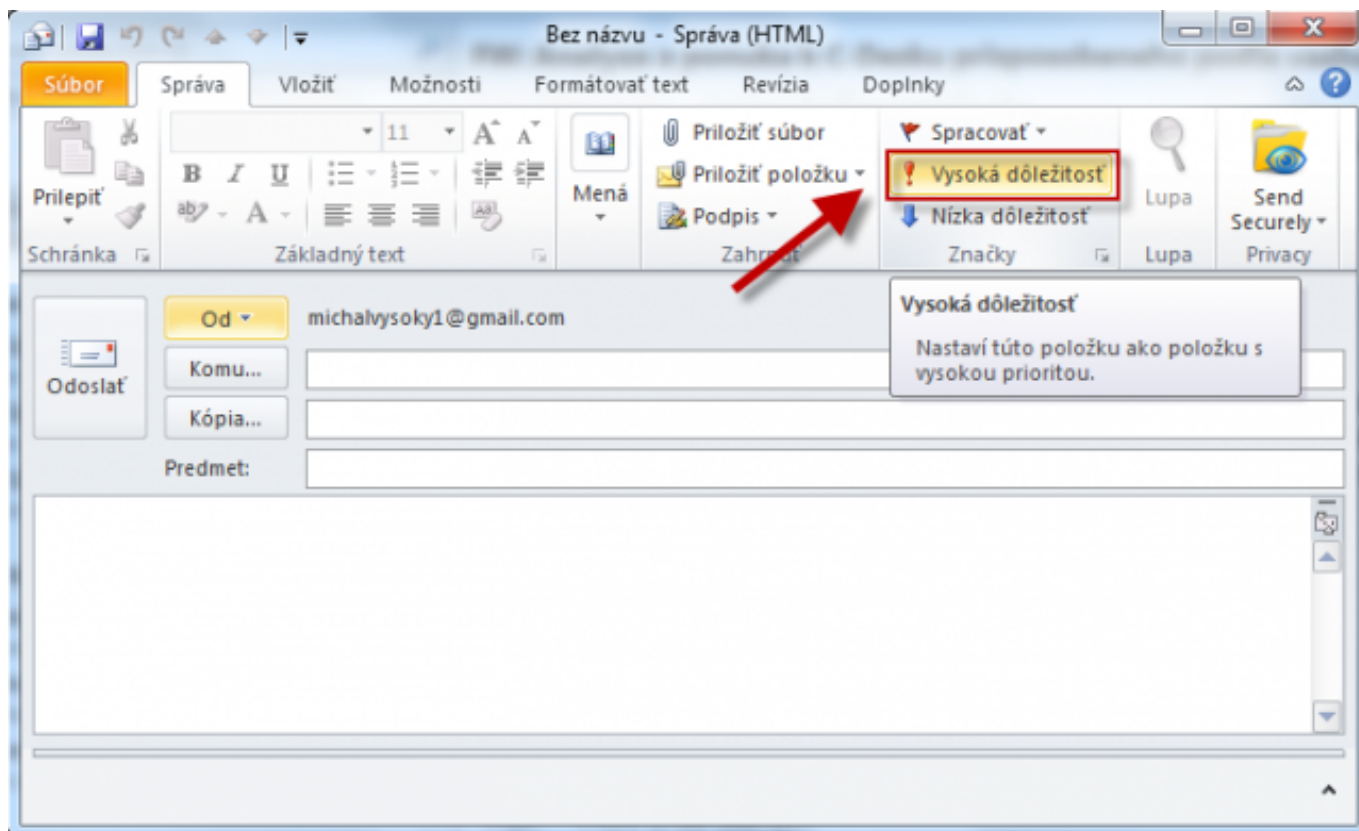 Bez názvu - Správa (HTML)
Súbor Správa Vložiť Možnosti Formátovať text Revízia Doplnky
Prilepiť
Schránka
11
B I U
Základný text
Mená
Priložiť súbor
Priložiť položku
Podpis
Spracovať
Vysoká dôležitosť
Nízka dôležitosť
Značky
Lupa
Lupa
Send
Securely
Privacy
Vysoká dôležitosť
Nastaví túto položku ako položku s
vysokou prioritou.
Odoslať
Od michalvysoky1@gmail.com
Komu...
Kópia...
Predmet: